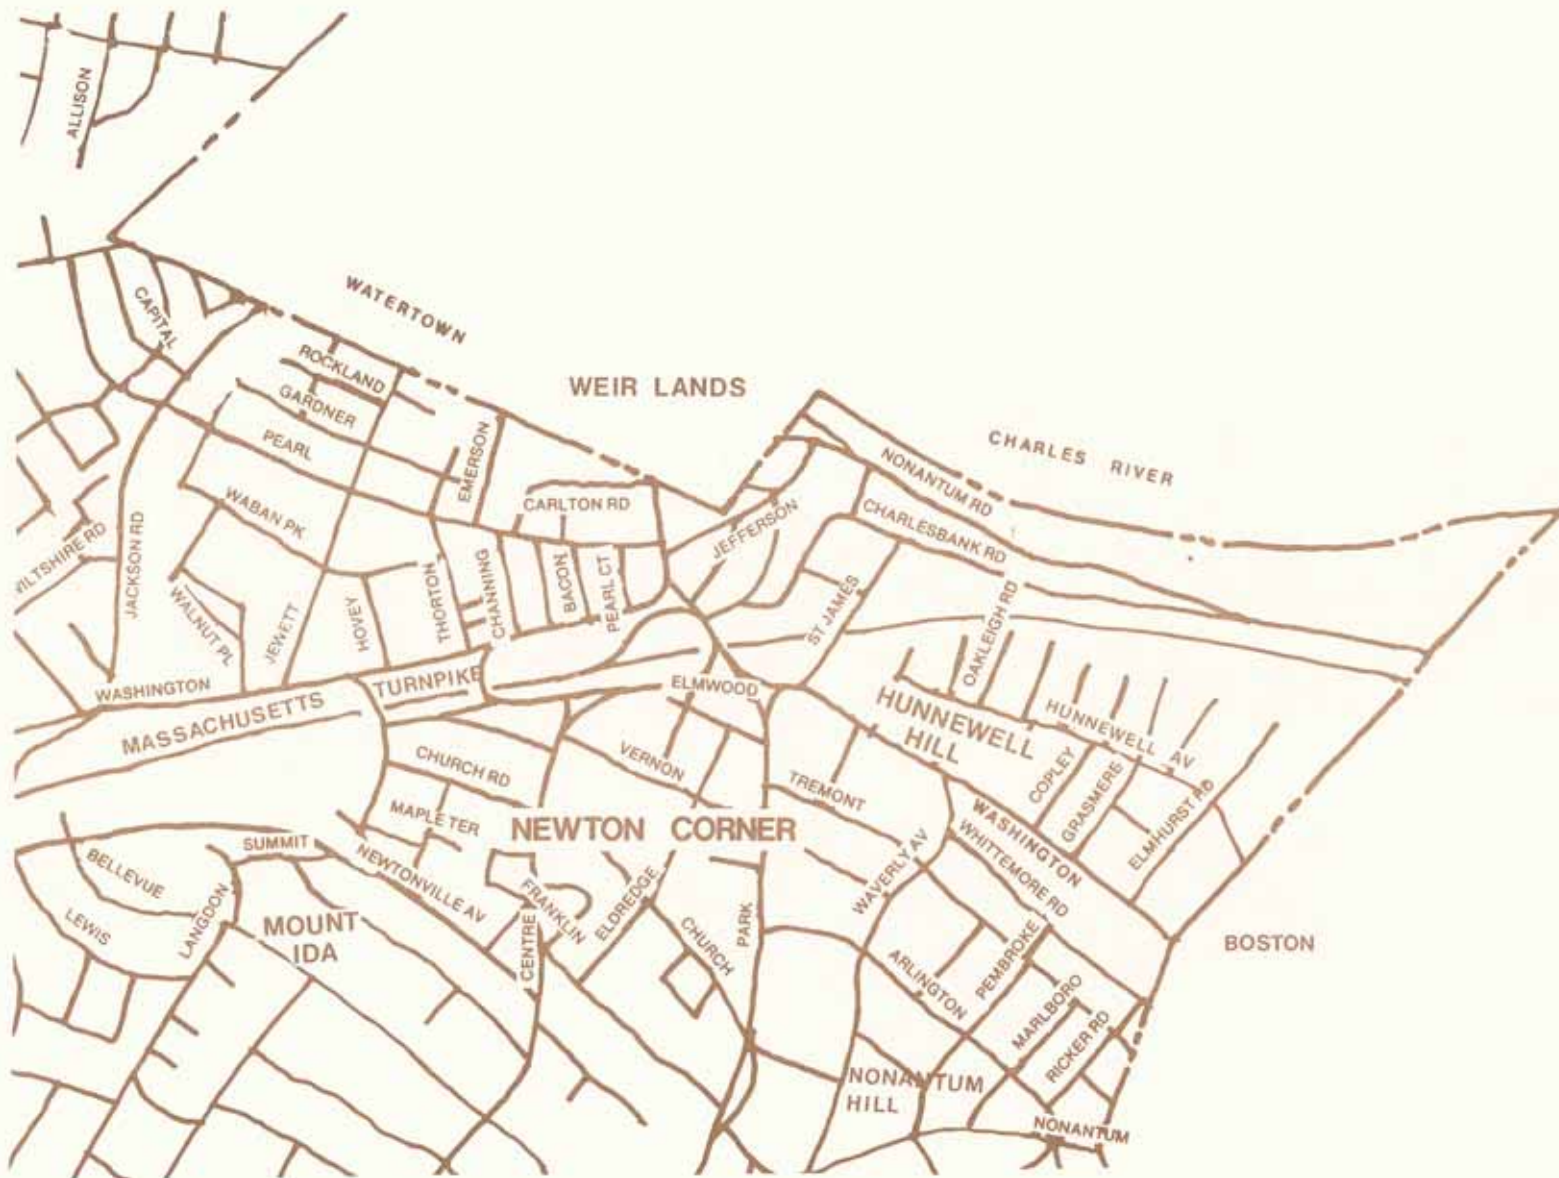 ALLISON
CAPITAL
WATERTOWN
ROCKLAND
GARDNER
WEIR LANDS
CHARLES RIVER
PEARL
EMERSON
NONANTUM RD
CARLTON RD
WABAN PK
JEFFERSON
CHARLESBANK RD
ILTSHIRE RD
JACKSON RD
WALNUT PL
JEWETT
HOVEY
THORTON
CHANNING
BACON
PEARL CT
ST JAMES
OAKLEIGH RD
WASHINGTON
MASSACHUSETTS
TURNPIKE
ELMWOOD
HUNNEWELL
HILL
HUNNEWELL AV
CHURCH RD
VERNON
TREMONT
COPLEY
GRASMERE
ELMHURST RD
MAPLE TER
NEWTON CORNER
WASHINGTON
WHITTEMORE RD
SUMMIT
BELLEVUE
NEWTONVILLE AV
WAVERLY AV
LEWIS
LANGDON
MOUNT
IDA
FRANKLIN
ELDREDGE
CENTRE
CHURCH
PARK
ARLINGTON
PEMBROKE
MARLBORO
RICKER RD
BOSTON
NONANTUM
HILL
NONANTUM